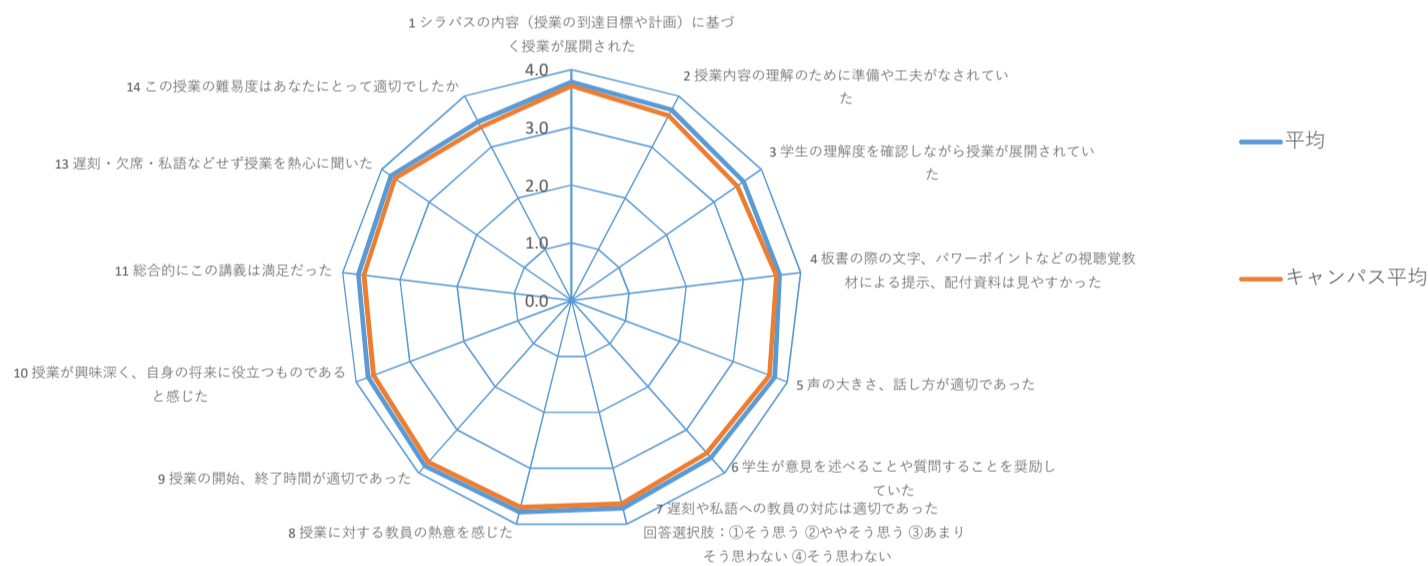 1 シラバスの内容（授業の到達目標や計画）に基づ
く授業が展開された
2 授業内容の理解のために準備や工夫がなされてい
た
3 学生の理解度を確認しながら授業が展開されてい
た
4 板書の際の文字、パワーポイントなどの視聴覚教
材による提示、配付資料は見やすかった
5 声の大きさ、話し方が適切であった
6 学生が意見を述べることや質問することを奨励し
ていた
7 遅刻や私語への教員の対応は適切であった
回答選択肢：①そう思う ②ややそう思う ③あまり
そう思わない ④そう思わない
8 授業に対する教員の熱意を感じた
9 授業の開始、終了時間が適切であった
10 授業が興味深く、自身の将来に役立つものである
と感じた
11 総合的にこの講義は満足だった
13 遅刻・欠席・私語などせず授業を熱心に聞いた
14 この授業の難易度はあなたにとって適切でしたか
4.0
3.0
2.0
1.0
0.0
平均
キャンパス平均